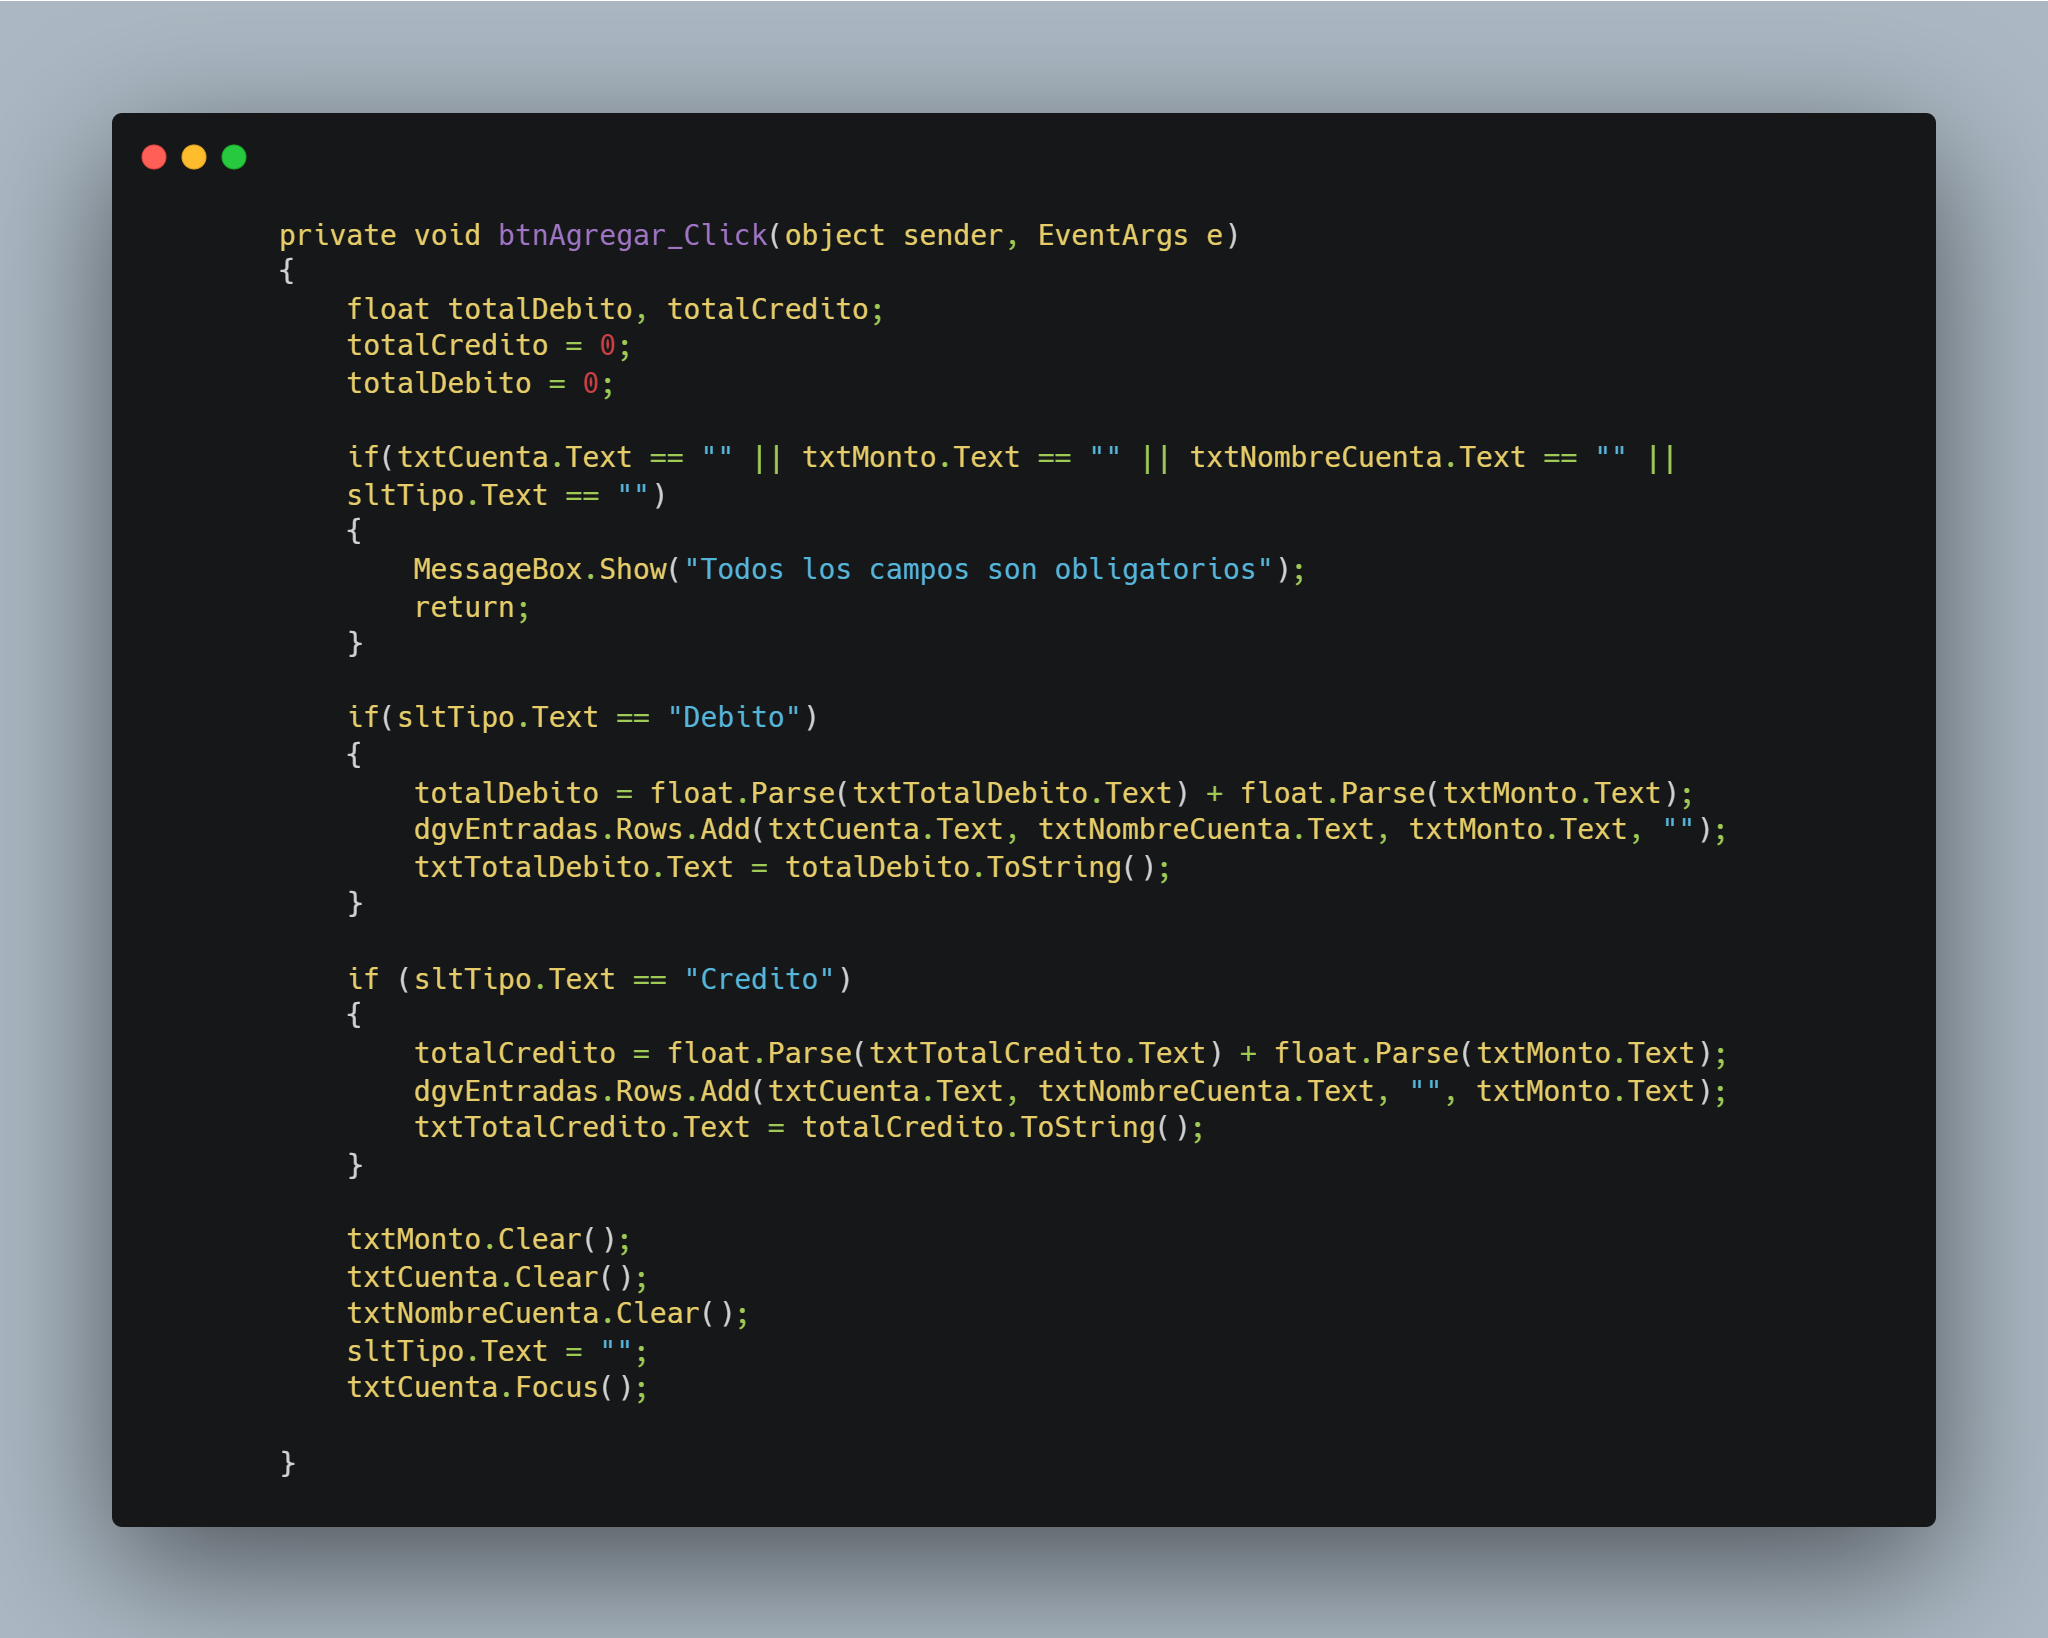 private void btnAgregar_Click(object sender, EventArgs e)
{
    float totalDebito, totalCredito;
    totalCredito = 0;
    totalDebito = 0;

    if(txtCuenta.Text == "" || txtMonto.Text == "" || txtNombreCuenta.Text == "" ||
    sltTipo.Text == "")
    {
        MessageBox.Show("Todos los campos son obligatorios");
        return;
    }

    if(sltTipo.Text == "Debito")
    {
        totalDebito = float.Parse(txtTotalDebito.Text) + float.Parse(txtMonto.Text);
        dgvEntradas.Rows.Add(txtCuenta.Text, txtNombreCuenta.Text, txtMonto.Text, "");
        txtTotalDebito.Text = totalDebito.ToString();
    }

    if (sltTipo.Text == "Credito")
    {
        totalCredito = float.Parse(txtTotalCredito.Text) + float.Parse(txtMonto.Text);
        dgvEntradas.Rows.Add(txtCuenta.Text, txtNombreCuenta.Text, "", txtMonto.Text);
        txtTotalCredito.Text = totalCredito.ToString();
    }

    txtMonto.Clear();
    txtCuenta.Clear();
    txtNombreCuenta.Clear();
    sltTipo.Text = "";
    txtCuenta.Focus();

}